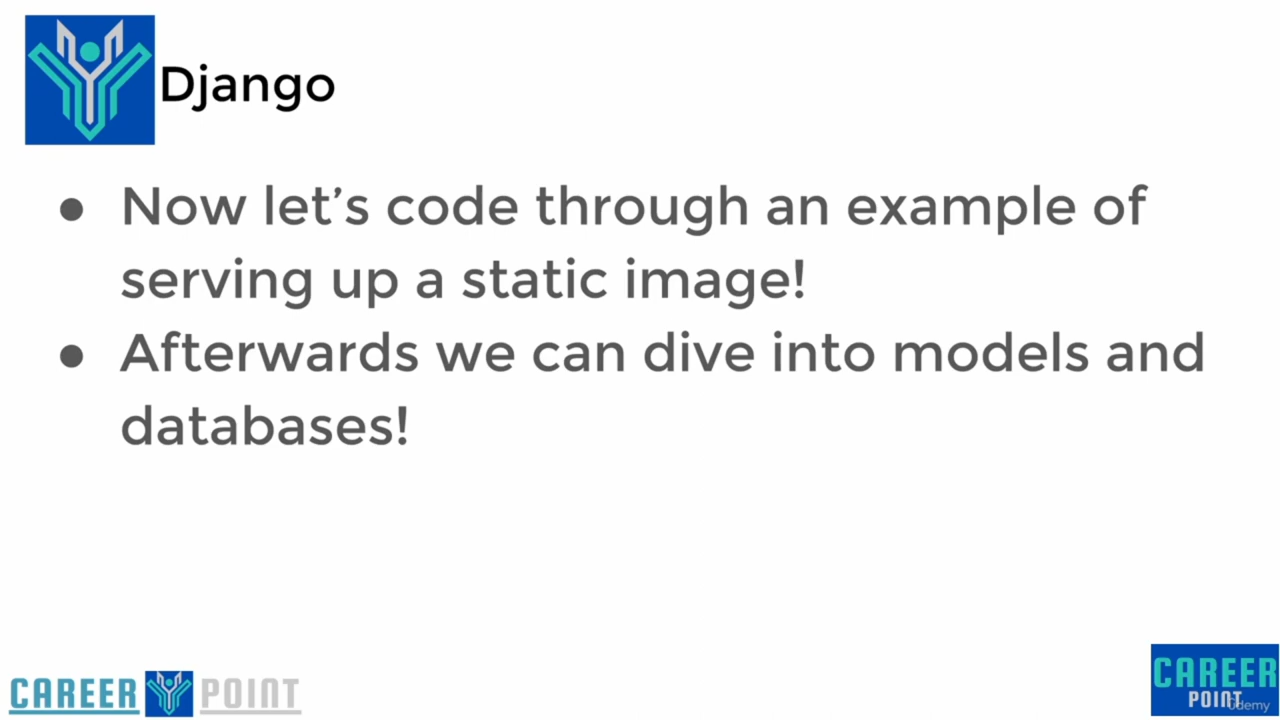 Django
● Now let’s code through an example of
serving up a static image!
● Afterwards we can dive into models and
databases!
CAREER POINT
CAREER
POINT
udemy